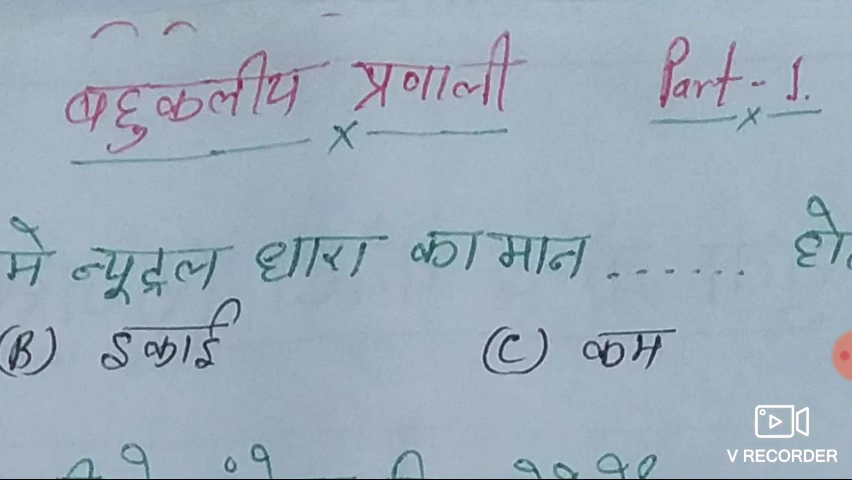 बहुकलीय प्रणाली Part - 1.
मे न्यूट्रल धारा का मान ....... हो
(B) इकाई (C) कम
V RECORDER